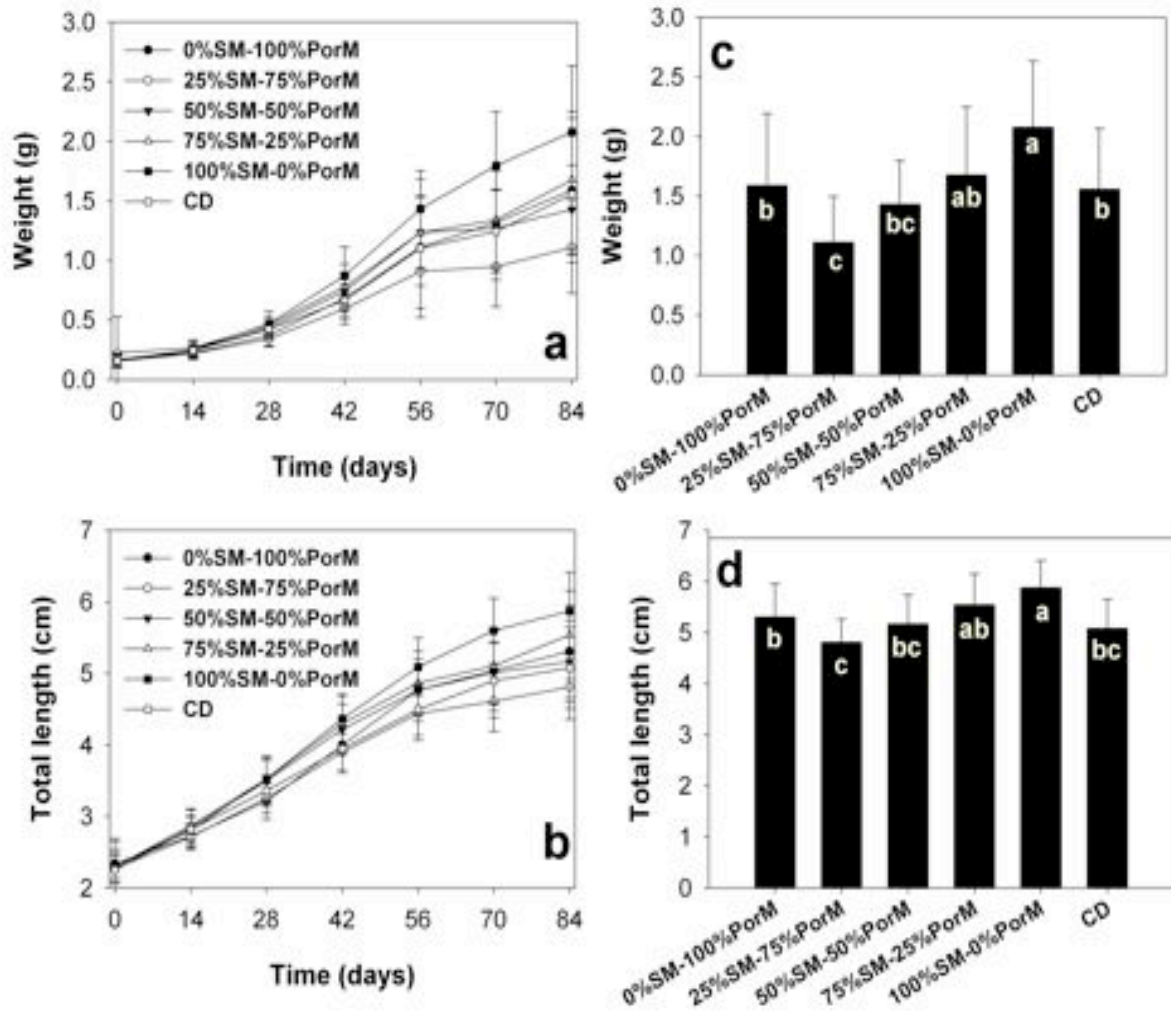 3.0
2.5
2.0
1.5
1.0
0.5
0.0
Weight (g)
0%SM-100%PorM
25%SM-75%PorM
50%SM-50%PorM
75%SM-25%PorM
100%SM-0%PorM
CD
a
0 14 28 42 56 70 84
Time (days)
3.0
2.5
2.0
1.5
1.0
0.5
0.0
Weight (g)
c
b c bc ab a b
0%SM-100%PorM
25%SM-75%PorM
50%SM-50%PorM
75%SM-25%PorM
100%SM-0%PorM
CD
7
6
5
4
3
2
Total length (cm)
0%SM-100%PorM
25%SM-75%PorM
50%SM-50%PorM
75%SM-25%PorM
100%SM-0%PorM
CD
b
0 14 28 42 56 70 84
Time (days)
7
6
5
4
3
2
1
0
Total length (cm)
d
b c bc ab a bc
0%SM-100%PorM
25%SM-75%PorM
50%SM-50%PorM
75%SM-25%PorM
100%SM-0%PorM
CD